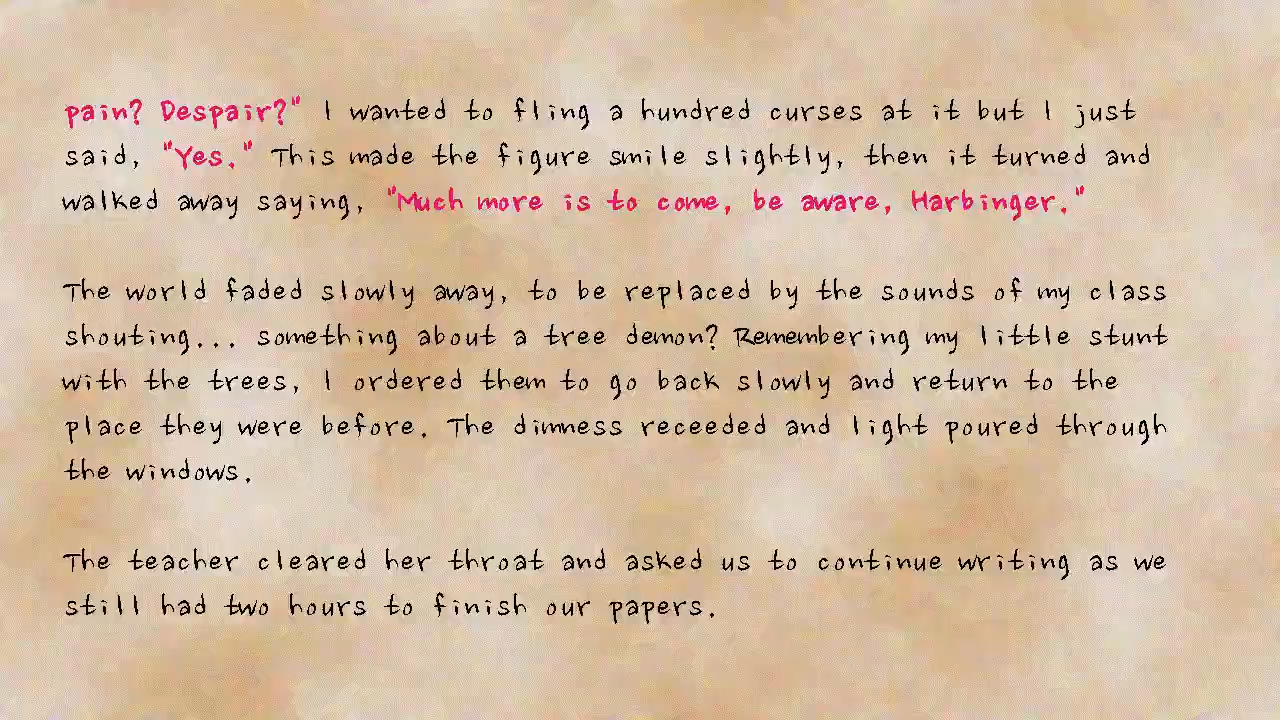 pain? Despair?" I wanted to fling a hundred curses at it but I just
said, "Yes." This made the figure smile slightly, then it turned and
walked away saying, "Much more is to come, be aware, Harbinger."
The world faded slowly away, to be replaced by the sounds of my class
shouting... something about a tree demon? Remembering my little stunt
with the trees, I ordered them to go back slowly and return to the
place they were before. The dimness receeded and light poured through
the windows.
The teacher cleared her throat and asked us to continue writing as we
still had two hours to finish our papers.